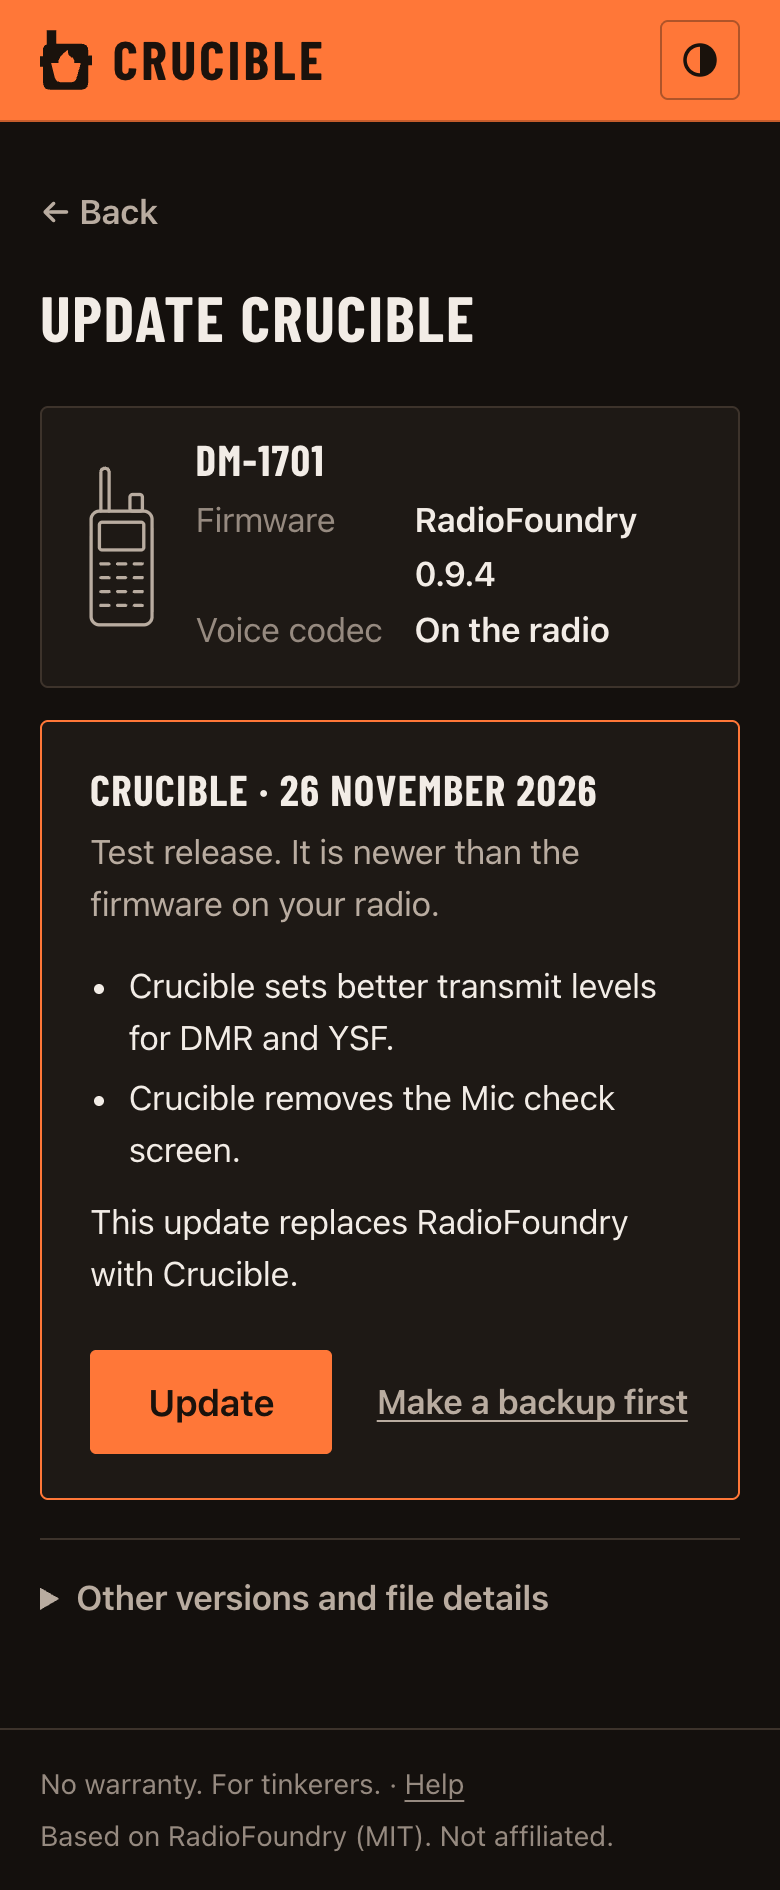 CRUCIBLE
← Back
UPDATE CRUCIBLE
DM-1701
Firmware RadioFoundry
0.9.4
Voice codec On the radio
CRUCIBLE · 26 NOVEMBER 2026
Test release. It is newer than the
firmware on your radio.
• Crucible sets better transmit levels
for DMR and YSF.
• Crucible removes the Mic check
screen.
This update replaces RadioFoundry
with Crucible.
Update Make a backup first
Other versions and file details
No warranty. For tinkerers. · Help
Based on RadioFoundry (MIT). Not affiliated.